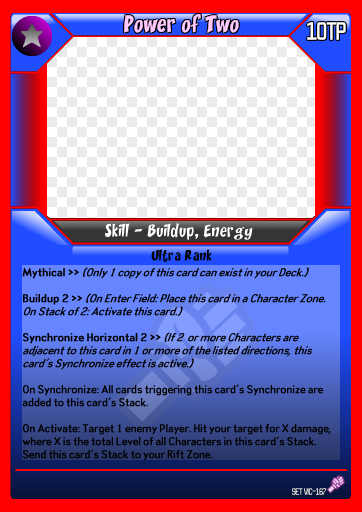 Power of Two
10TP
Skill - Buildup, Energy
Ultra Rank
Mythical >> (Only 1 copy of this card can exist in your Deck.)
Buildup 2 >> (On Enter Field: Place this card in a Character Zone.
On Stack of 2: Activate this card.)
Synchronize Horizontal 2 >> (If 2 or more Characters are
adjacent to this card in 1 or more of the listed directions, this
card's Synchronize effect is active.)
On Synchronize: All cards triggering this card's Synchronize are
added to this card's Stack.
On Activate: Target 1 enemy Player. Hit your target for X damage,
where X is the total Level of all Characters in this card's Stack.
Send this card's Stack to your Rift Zone.
SET VIC-167